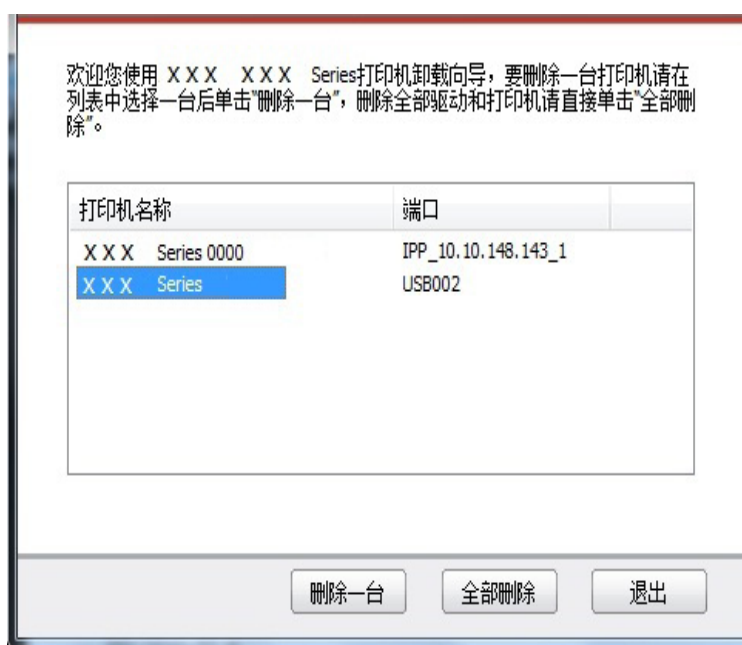 欢迎您使用 X X X X X X Series打印机卸载向导，要删除一台打印机请在
列表中选择一台后单击"删除一台"，删除全部驱动和打印机请直接单击"全部删
除"。
打印机名称 端口
X X X Series 0000 IPP_10.10.148.143_1
X X X Series USB002
删除一台 全部删除 退出